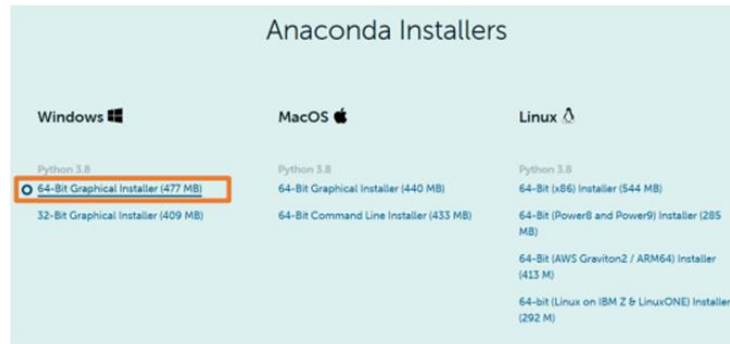 Anaconda Installers
Windows
Python 3.8
64-Bit Graphical Installer (477 MB)
32-Bit Graphical Installer (409 MB)
MacOS
Python 3.8
64-Bit Graphical Installer (440 MB)
64-Bit Command Line Installer (433 MB)
Linux
Python 3.8
64-Bit (x86) Installer (544 MB)
64-Bit (Power8 and Power9) Installer (285
MB)
64-Bit (AWS Graviton2 / ARM64) Installer
(413 M)
64-bit (Linux on IBM Z & LinuxONE) Installer
(292 M)